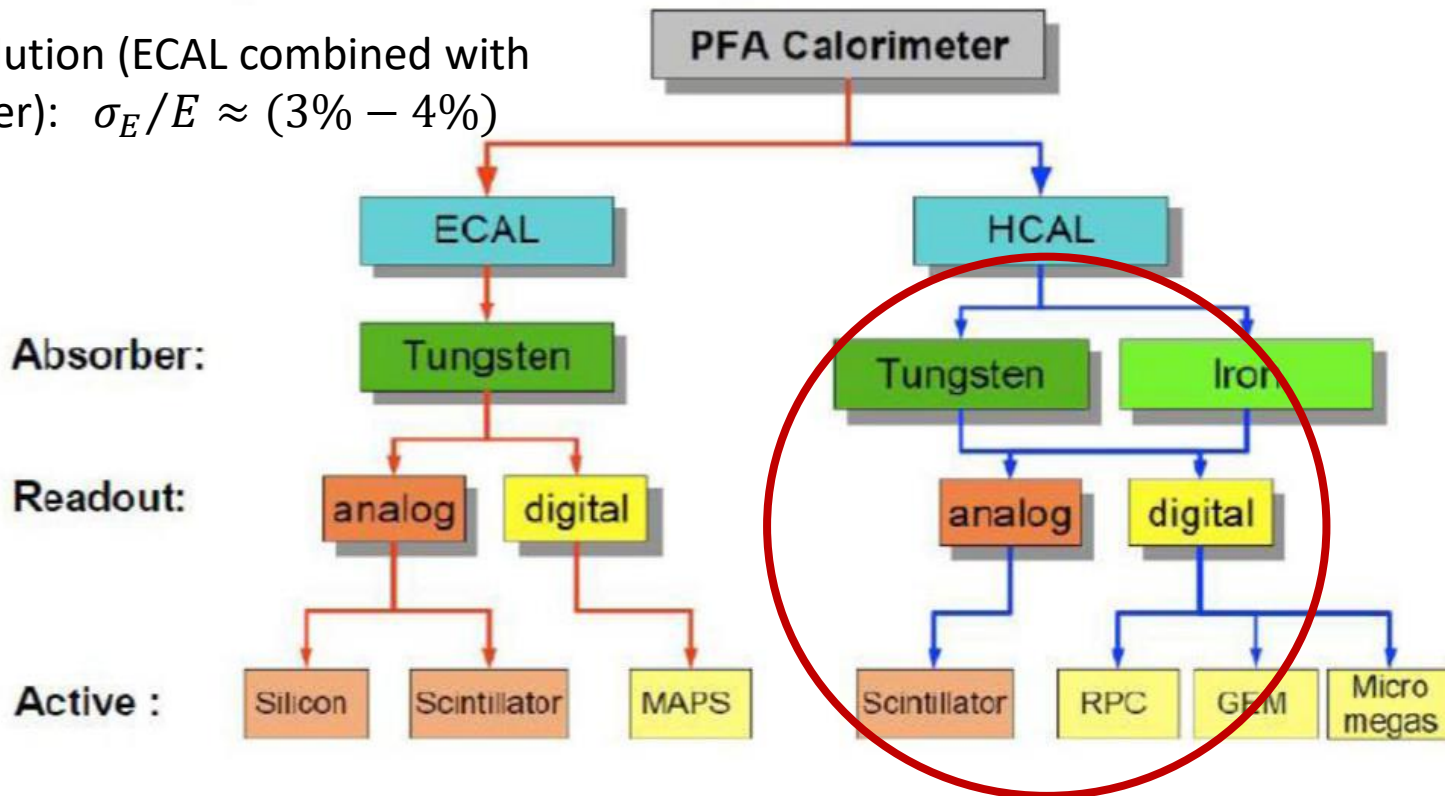 ution (ECAL combined with
er): σ_E/E ≈ (3% − 4%)
PFA Calorimeter
ECAL
HCAL
Absorber:
Tungsten
Tungsten
Iron
Readout:
analog
digital
analog
digital
Active :
Silicon
Scintillator
MAPS
Scintillator
RPC
GEM
Micro
megas